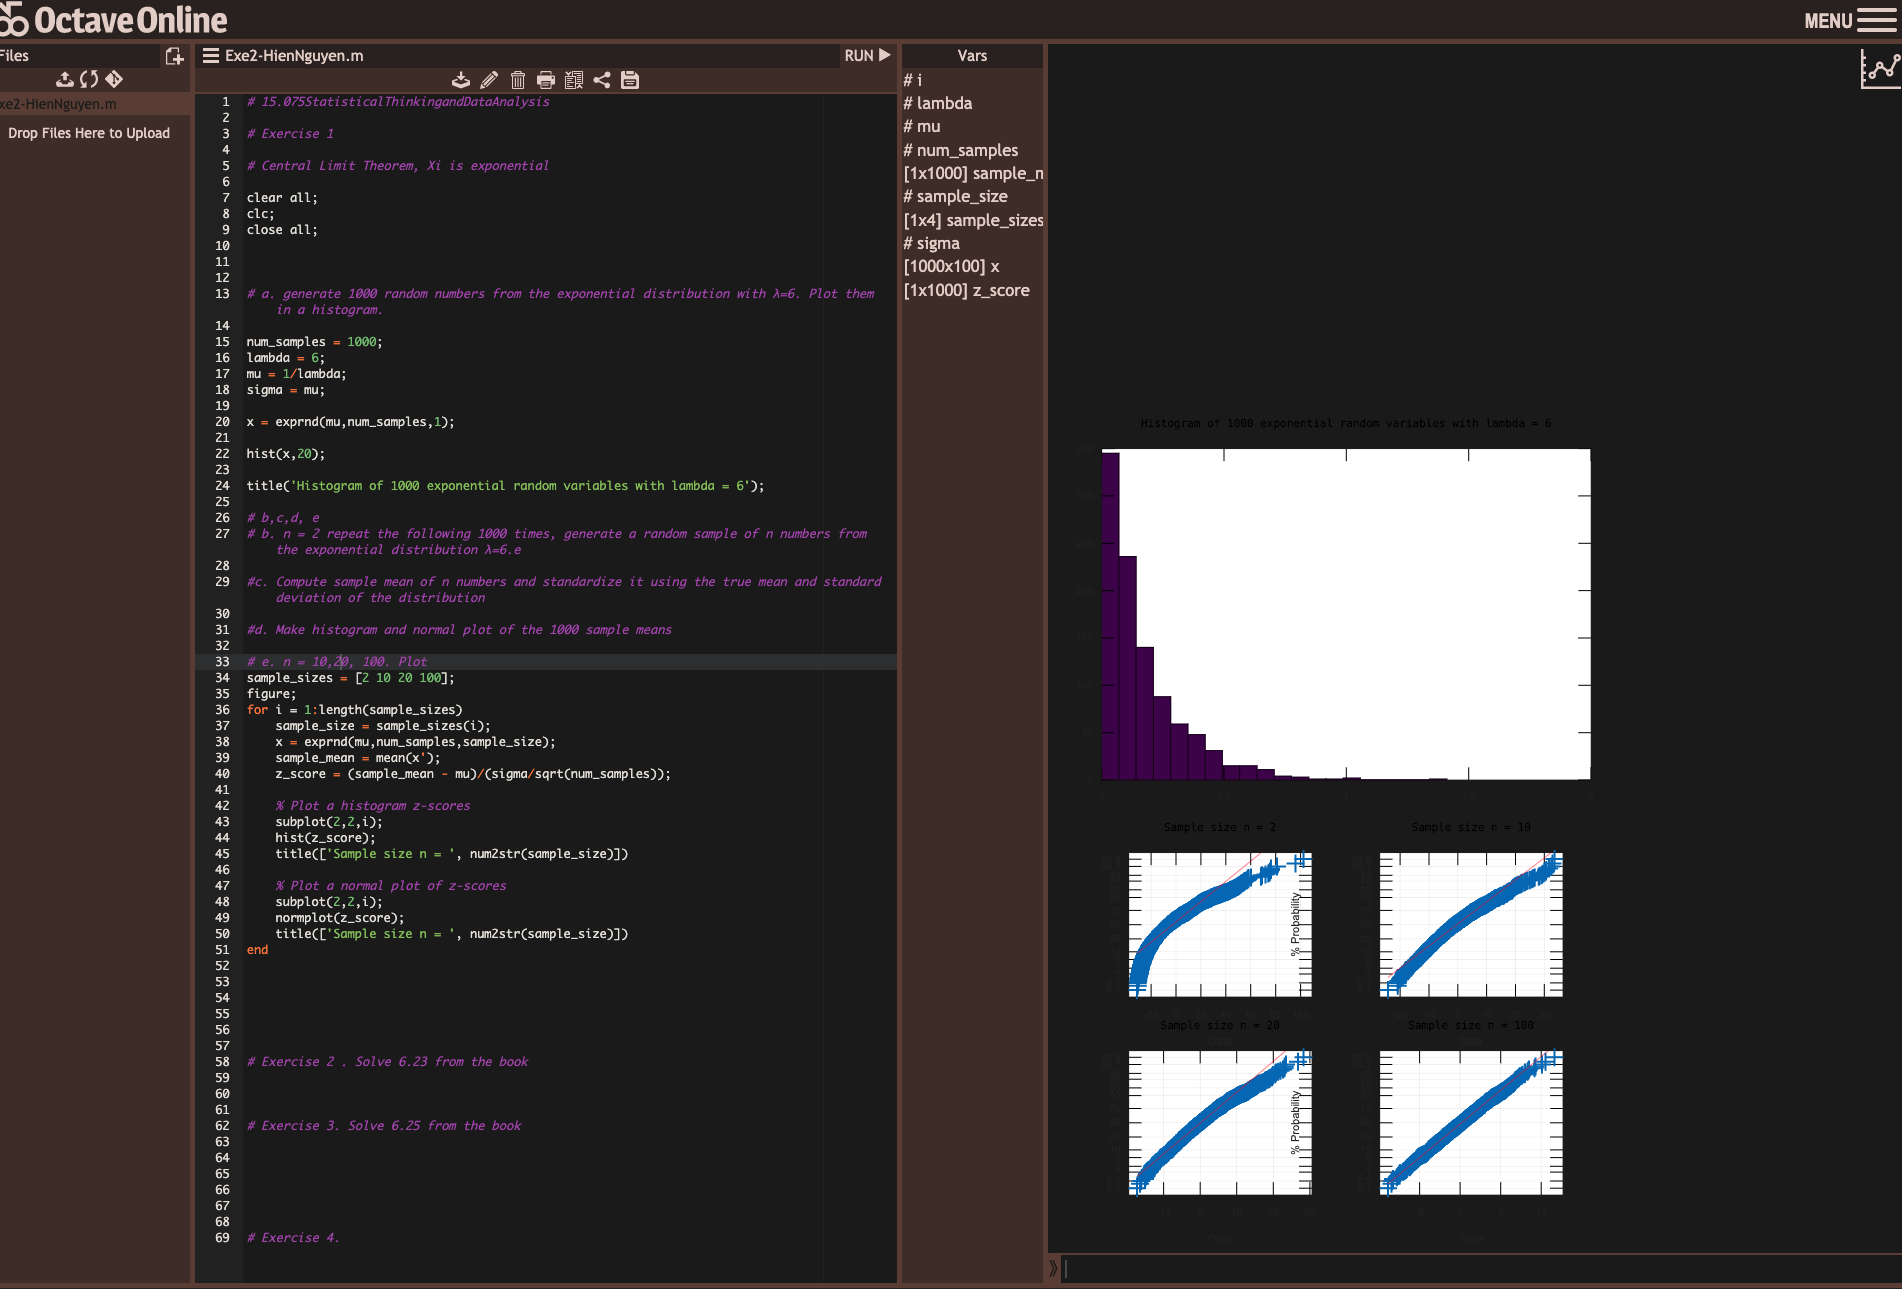 Octave Online
MENU
Files
xe2-HienNguyen.m
Drop Files Here to Upload
Exe2-HienNguyen.m
RUN
1 # 15.075StatisticalThinkingandDataAnalysis
2
3 # Exercise 1
4
5 # Central Limit Theorem, Xi is exponential
6
7 clear all;
8 clc;
9 close all;
10
11
12
13 # a. generate 1000 random numbers from the exponential distribution with λ=6. Plot them
in a histogram.
14
15 num_samples = 1000;
16 lambda = 6;
17 mu = 1/lambda;
18 sigma = mu;
19
20 x = exprnd(mu,num_samples,1);
21
22 hist(x,20);
23
24 title('Histogram of 1000 exponential random variables with lambda = 6');
25
26 # b,c,d, e
27 # b. n = 2 repeat the following 1000 times, generate a random sample of n numbers from
the exponential distribution λ=6.e
28
29 #c. Compute sample mean of n numbers and standardize it using the true mean and standard
deviation of the distribution
30
31 #d. Make histogram and normal plot of the 1000 sample means
32
33 # e. n = 10,20, 100. Plot
34 sample_sizes = [2 10 20 100];
35 figure;
36 for i = 1:length(sample_sizes)
37 sample_size = sample_sizes(i);
38 x = exprnd(mu,num_samples,sample_size);
39 sample_mean = mean(x');
40 z_score = (sample_mean - mu)/(sigma/sqrt(num_samples));
41
42 % Plot a histogram z-scores
43 subplot(2,2,i);
44 hist(z_score);
45 title(['Sample size n = ', num2str(sample_size)])
46
47 % Plot a normal plot of z-scores
48 subplot(2,2,i);
49 normplot(z_score);
50 title(['Sample size n = ', num2str(sample_size)])
51 end
52
53
54
55
56
57
58 # Exercise 2 . Solve 6.23 from the book
59
60
61
62 # Exercise 3. Solve 6.25 from the book
63
64
65
66
67
68
69 # Exercise 4.
Vars
# i
# lambda
# mu
# num_samples
[1x1000] sample_n
# sample_size
[1x4] sample_sizes
# sigma
[1000x100] x
[1x1000] z_score
Histogram of 1000 exponential random variables with lambda = 6
Sample size n = 2
Sample size n = 10
% Probability
Sample size n = 20
Sample size n = 100
% Probability